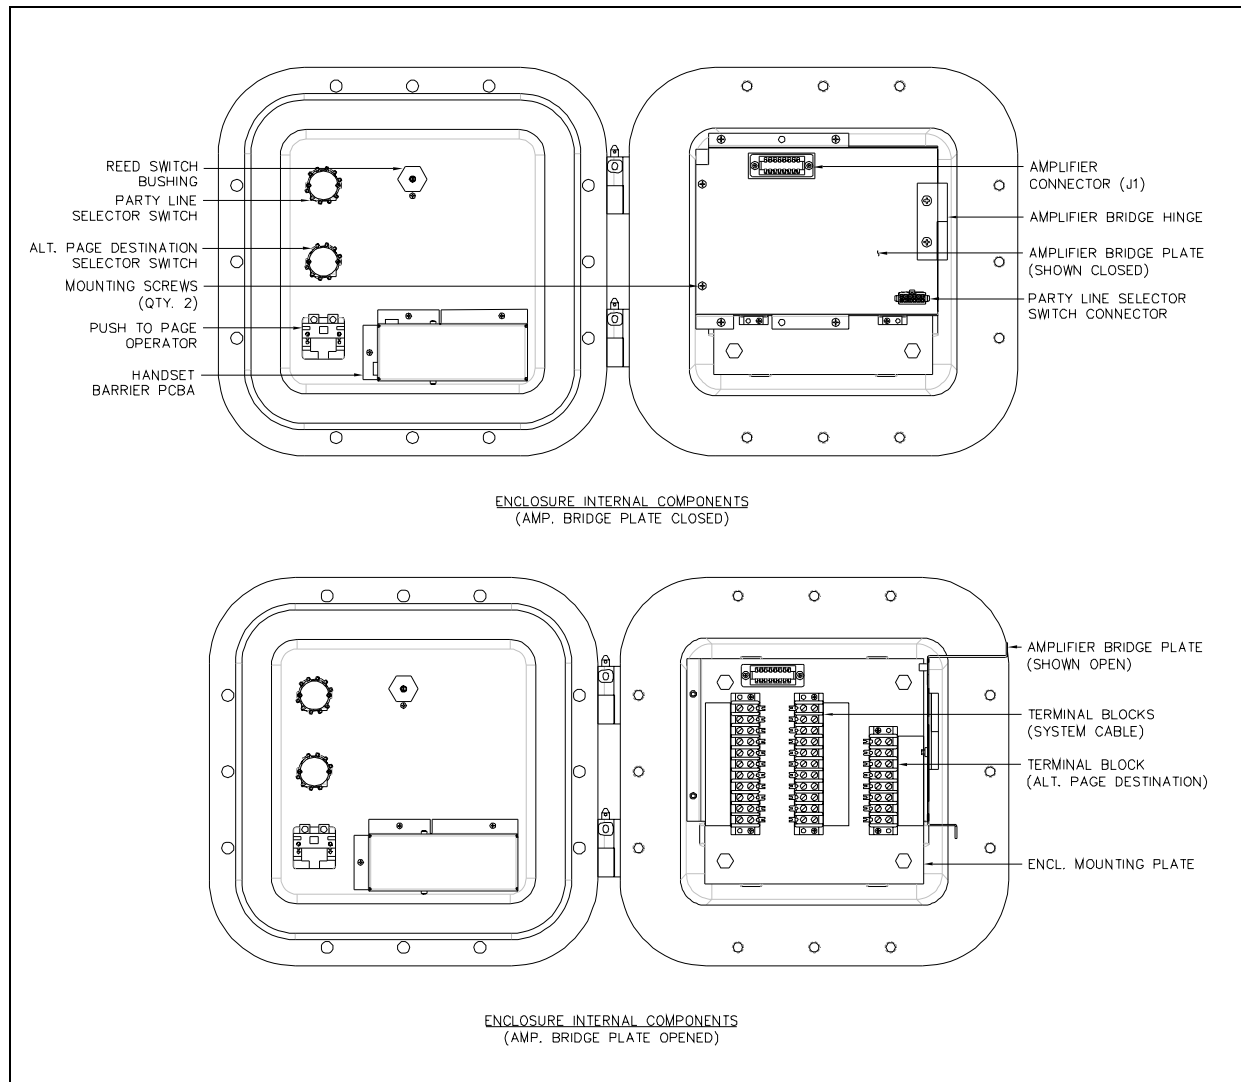 REED SWITCH
BUSHING
PARTY LINE
SELECTOR SWITCH
ALT. PAGE DESTINATION
SELECTOR SWITCH
MOUNTING SCREWS
(QTY. 2)
PUSH TO PAGE
OPERATOR
HANDSET
BARRIER PCBA
AMPLIFIER
CONNECTOR (J1)
AMPLIFIER BRIDGE HINGE
AMPLIFIER BRIDGE PLATE
(SHOWN CLOSED)
PARTY LINE SELECTOR
SWITCH CONNECTOR
ENCLOSURE INTERNAL COMPONENTS
(AMP. BRIDGE PLATE CLOSED)
AMPLIFIER BRIDGE PLATE
(SHOWN OPEN)
TERMINAL BLOCKS
(SYSTEM CABLE)
TERMINAL BLOCK
(ALT. PAGE DESTINATION)
ENCL. MOUNTING PLATE
ENCLOSURE INTERNAL COMPONENTS
(AMP. BRIDGE PLATE OPENED)